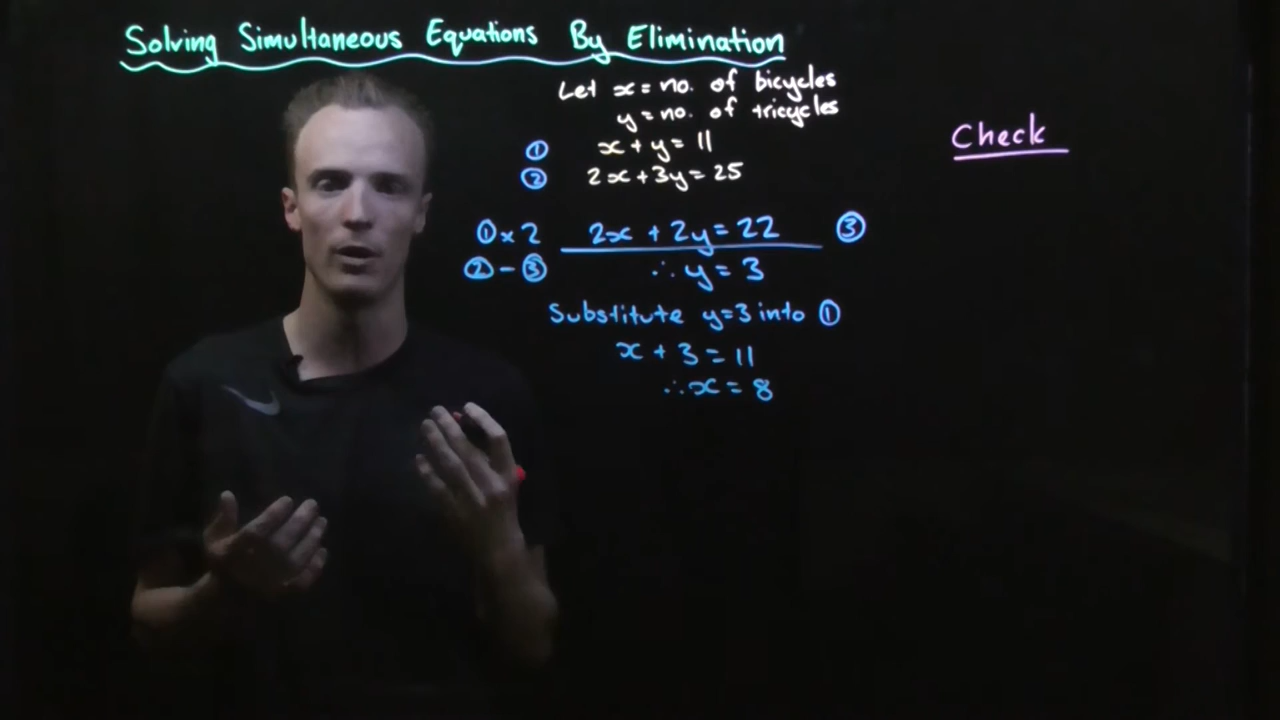 Solving Simultaneous Equations By Elimination
Let x = no. of bicycles
y = no. of tricycles
① x + y = 11
② 2x + 3y = 25
① x 2 2x + 2y = 22 ③
② - ③ ∴ y = 3
Substitute y=3 into ①
x + 3 = 11
∴ x = 8
Check